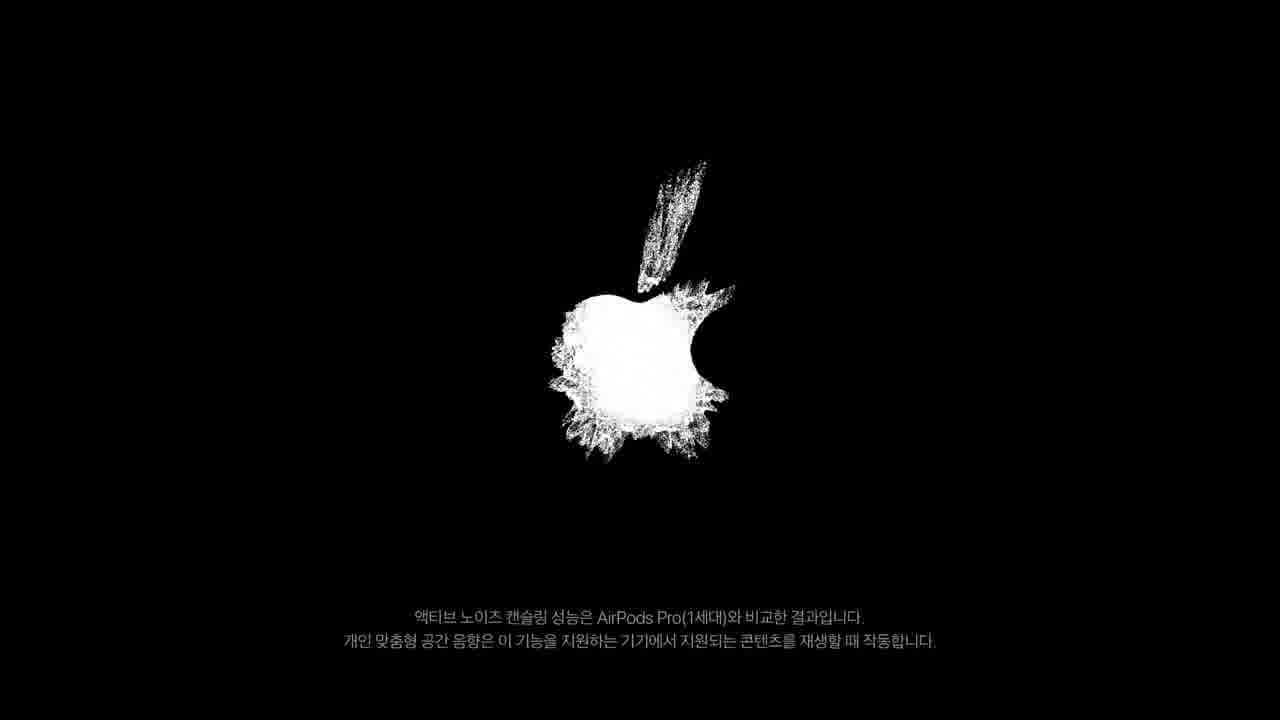 액티브 노이즈 캔슬링 성능은 AirPods Pro(1세대)와 비교한 결과입니다.
개인 맞춤형 공간 음향은 이 기능을 지원하는 기기에서 지원되는 콘텐츠를 재생할 때 작동합니다.